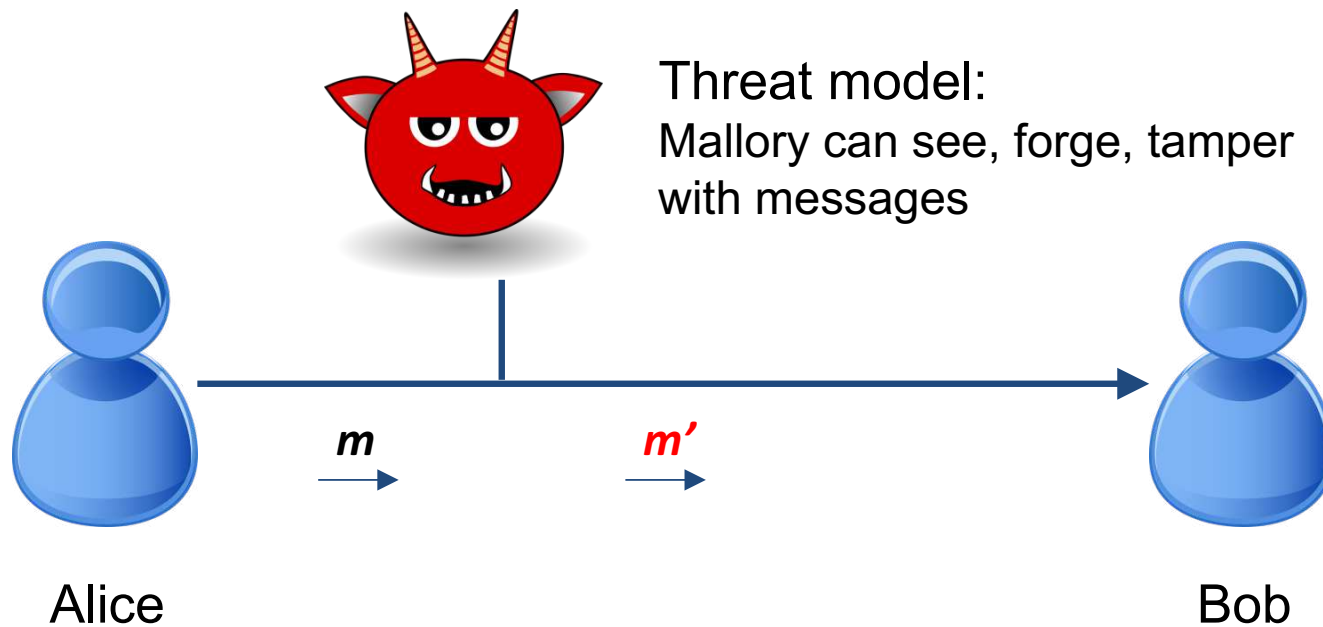 Threat model:
Mallory can see, forge, tamper
with messages
m
m’
Alice
Bob